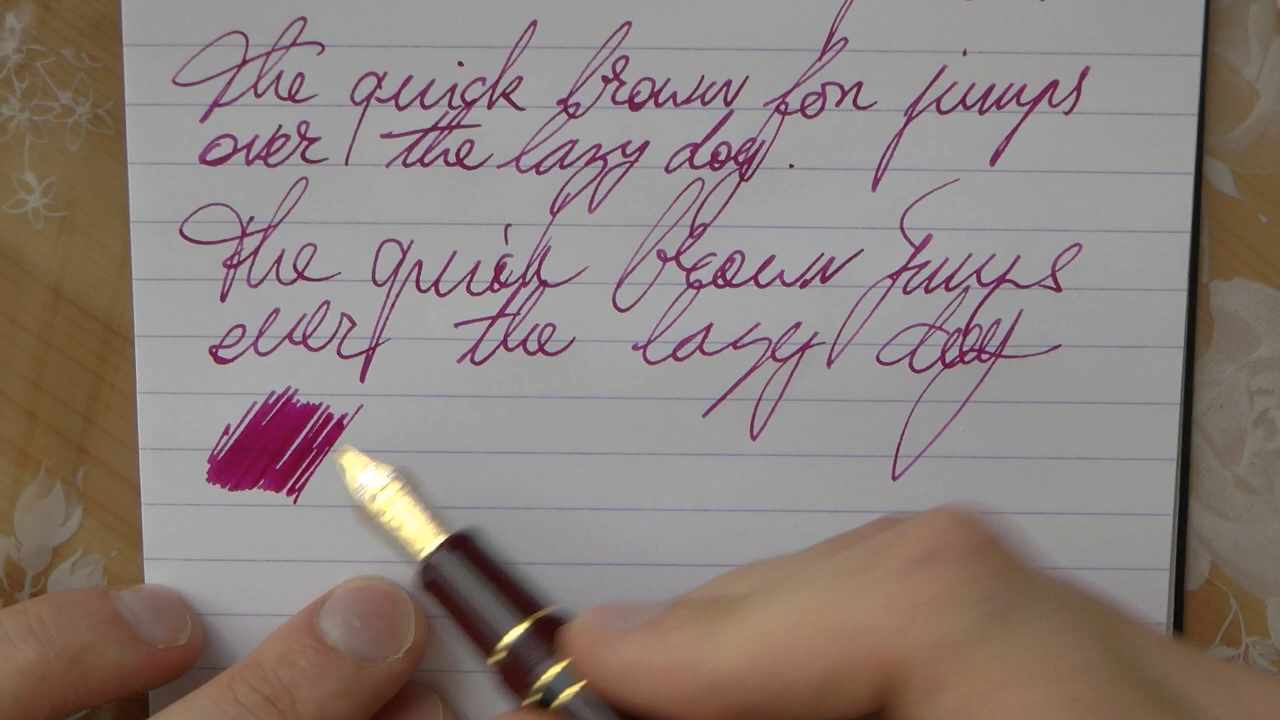 The quick brown fox jumps
over the lazy dog.
The quick brown jumps
over the lazy dog